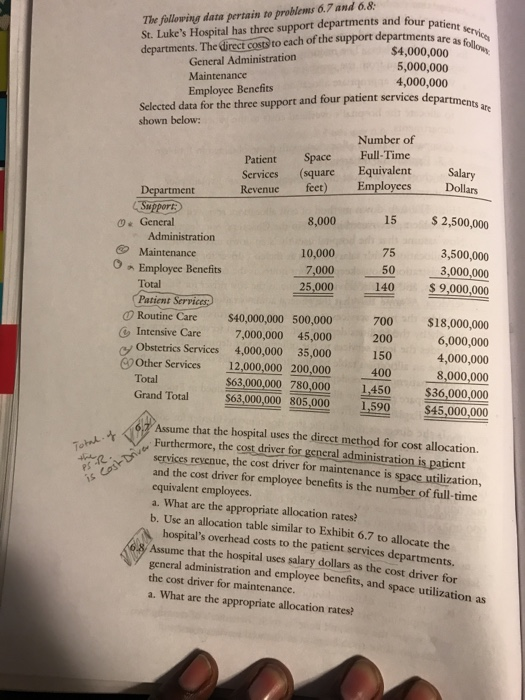 The following data pertain to problems 6.7 and 6.8:
St. Luke's Hospital has three support departments and four patient services
departments. The direct costs to each of the support departments are as follows:
General Administration $4,000,000
Maintenance 5,000,000
Employee Benefits 4,000,000
Selected data for the three support and four patient services departments are
shown below:
Number of
Patient Space Full-Time
Services (square Equivalent Salary
Department Revenue feet) Employees Dollars
Support:
General 8,000 15 $ 2,500,000
Administration
Maintenance 10,000 75 3,500,000
Employee Benefits 7,000 50 3,000,000
Total 25,000 140 $ 9,000,000
Patient Services:
Routine Care $40,000,000 500,000 700 $18,000,000
Intensive Care 7,000,000 45,000 200 6,000,000
Obstetrics Services 4,000,000 35,000 150 4,000,000
Other Services 12,000,000 200,000 400 8,000,000
Total $63,000,000 780,000 1,450 $36,000,000
Grand Total $63,000,000 805,000 1,590 $45,000,000
Total of
the
PS-R.
is Cost Driver
6.7 Assume that the hospital uses the direct method for cost allocation.
Furthermore, the cost driver for general administration is patient
services revenue, the cost driver for maintenance is space utilization,
and the cost driver for employee benefits is the number of full-time
equivalent employees.
a. What are the appropriate allocation rates?
b. Use an allocation table similar to Exhibit 6.7 to allocate the
hospital's overhead costs to the patient services departments.
6.8 Assume that the hospital uses salary dollars as the cost driver for
general administration and employee benefits, and space utilization as
the cost driver for maintenance.
a. What are the appropriate allocation rates?